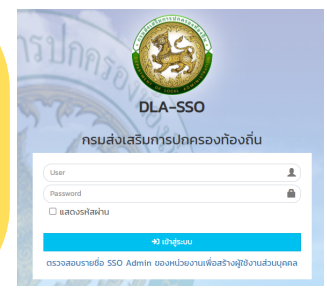 DLA-SSO
กรมส่งเสริมการปกครองท้องถิ่น
User
Password
แสดงรหัสผ่าน
เข้าสู่ระบบ
ตรวจสอบรายชื่อ SSO Admin ของหน่วยงานเพื่อสร้างผู้ใช้งานส่วนบุคคล